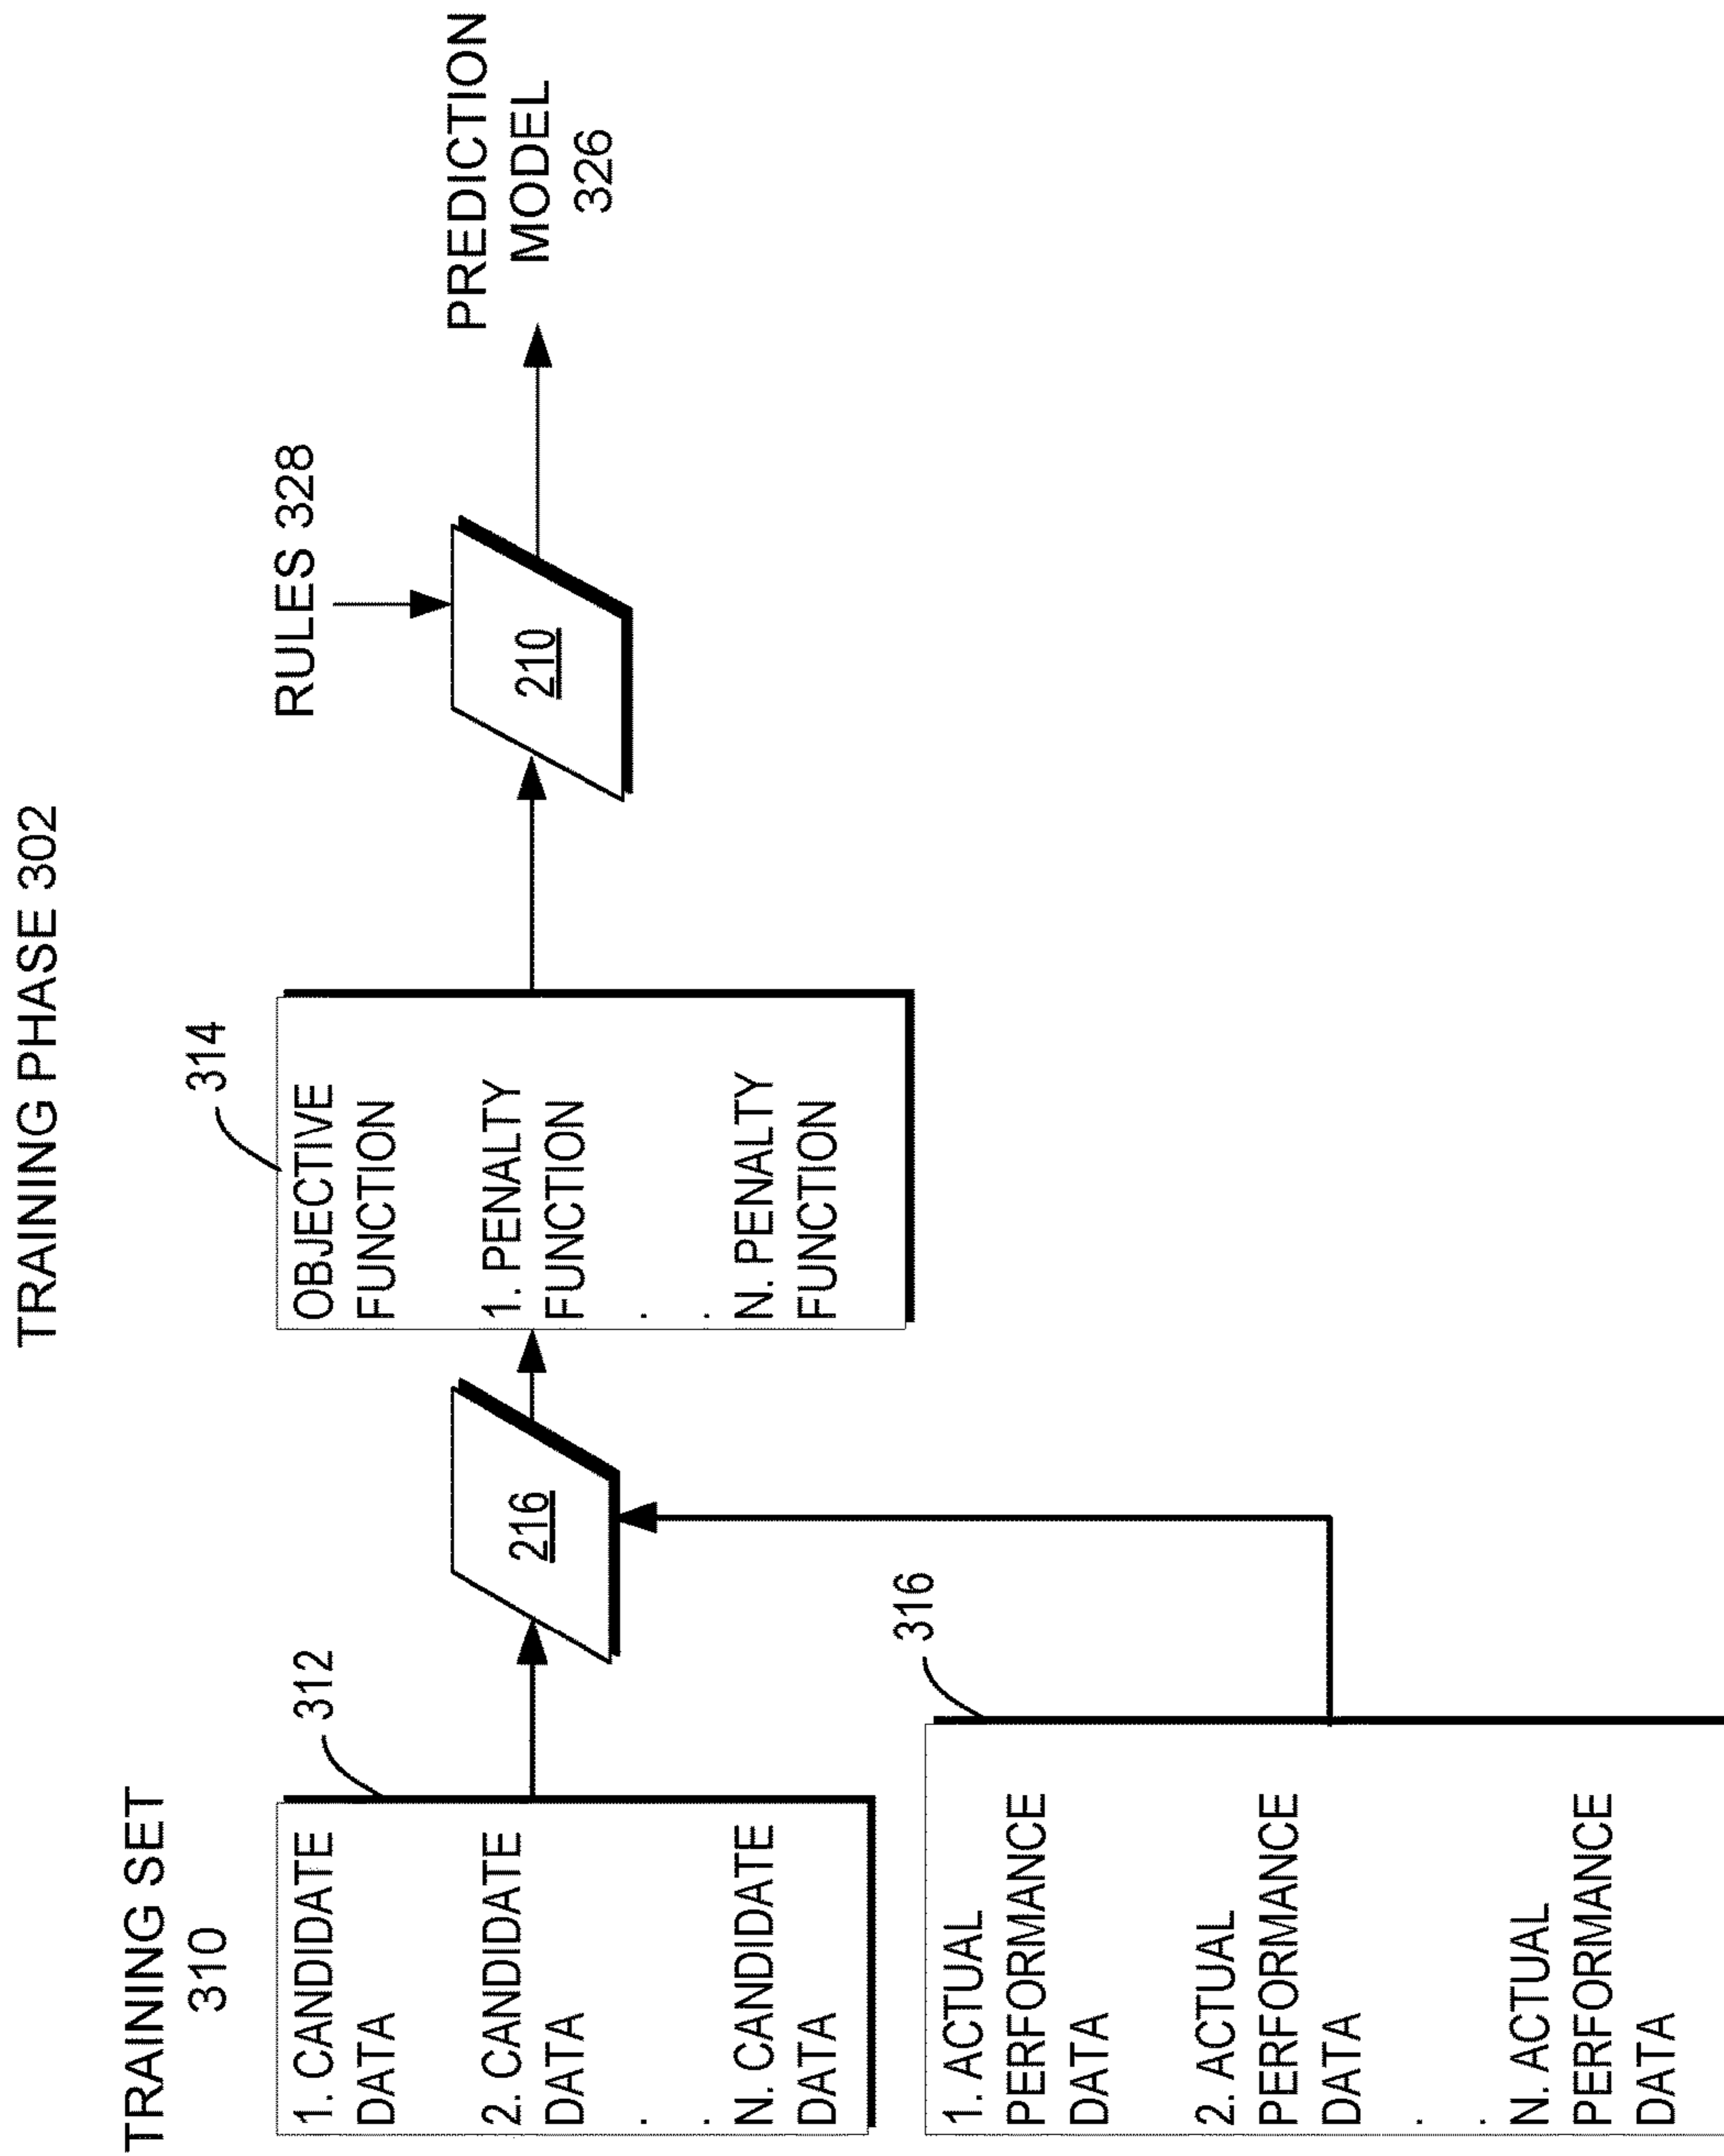 TRAINING PHASE 302
TRAINING SET
310
312
1. CANDIDATE
DATA
2. CANDIDATE
DATA
.
.
N. CANDIDATE
DATA
316
1. ACTUAL
PERFORMANCE
DATA
2. ACTUAL
PERFORMANCE
DATA
.
.
N. ACTUAL
PERFORMANCE
DATA
216
314
OBJECTIVE
FUNCTION
1. PENALTY
FUNCTION
.
.
N. PENALTY
FUNCTION
RULES 328
210
PREDICTION
MODEL
326